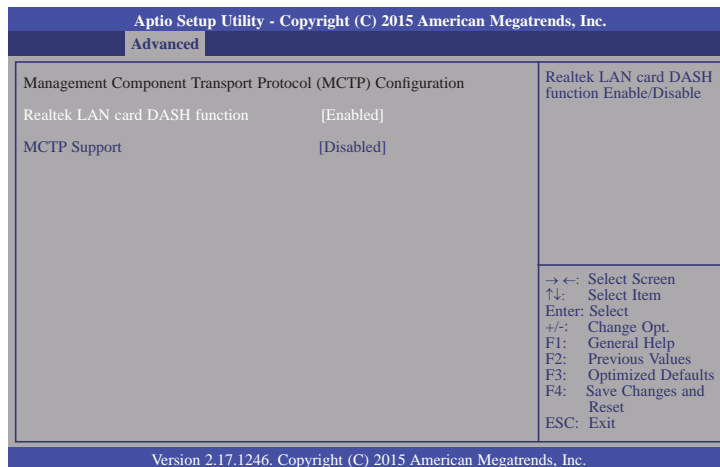 Aptio Setup Utility - Copyright (C) 2015 American Megatrends, Inc.
Advanced
Management Component Transport Protocol (MCTP) Configuration
Realtek LAN card DASH function [Enabled]
MCTP Support [Disabled]
Realtek LAN card DASH
function Enable/Disable
→ ←: Select Screen
↑↓: Select Item
Enter: Select
+/-: Change Opt.
F1: General Help
F2: Previous Values
F3: Optimized Defaults
F4: Save Changes and
Reset
ESC: Exit
Version 2.17.1246. Copyright (C) 2015 American Megatrends, Inc.